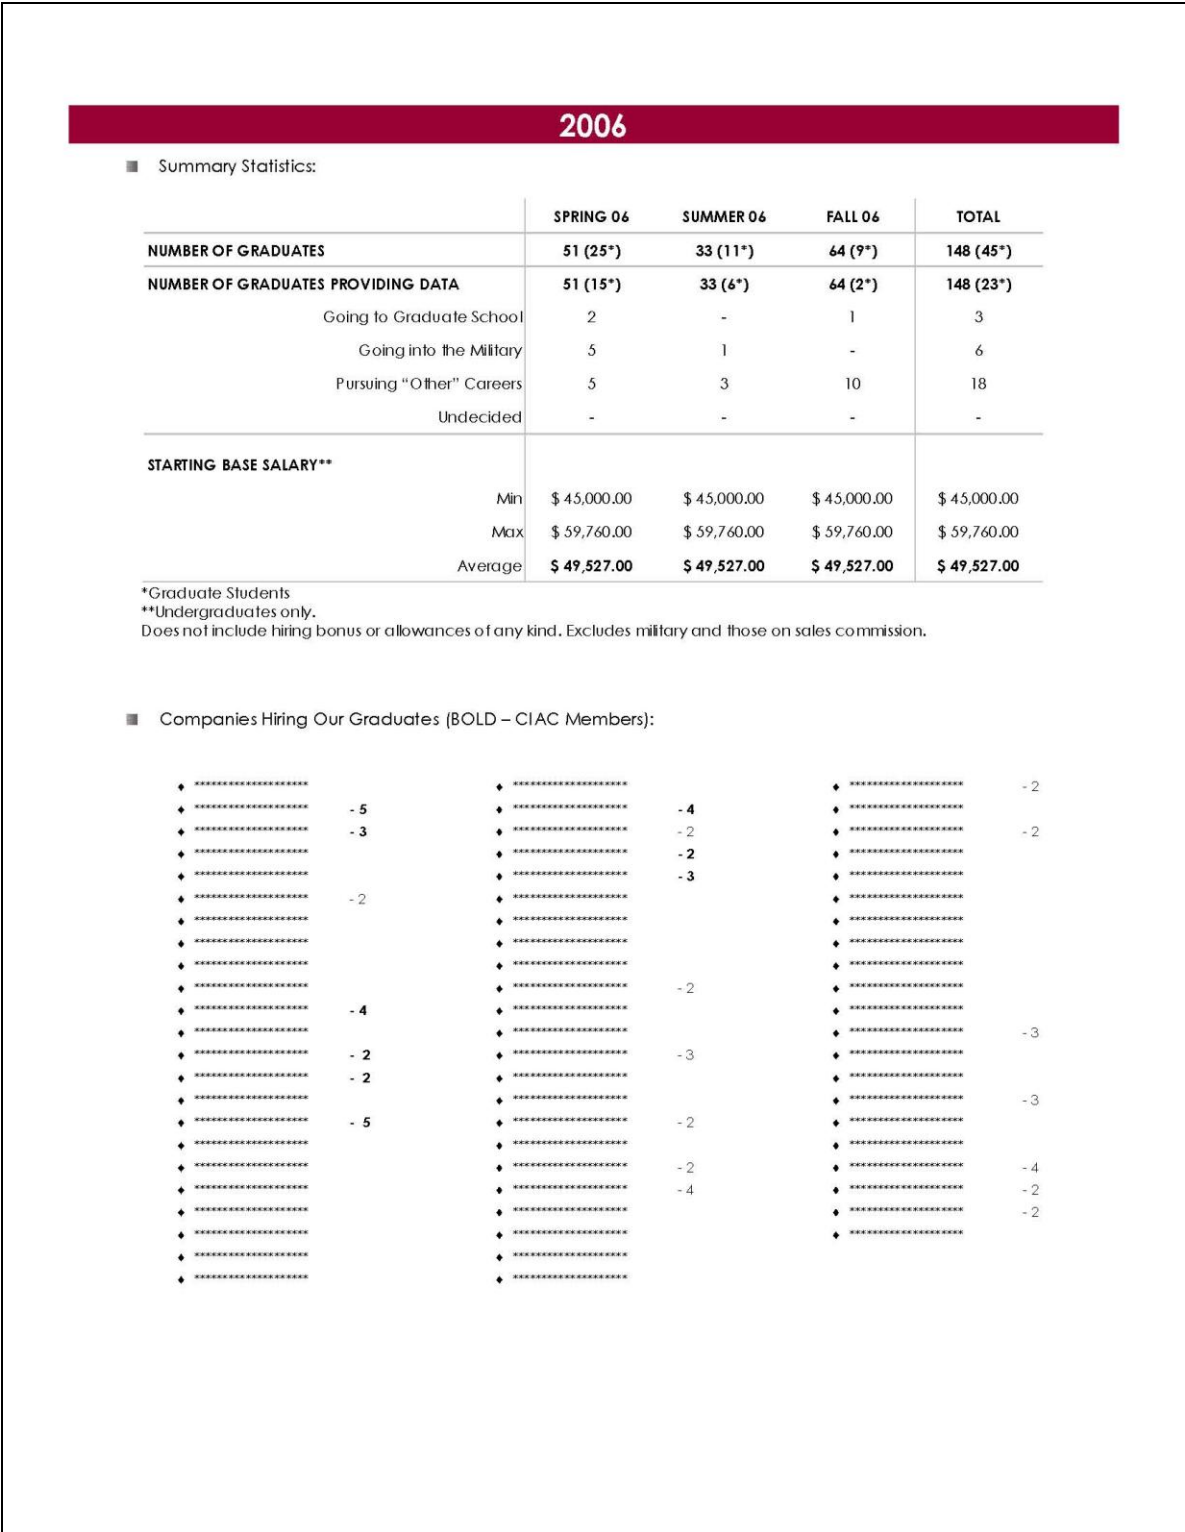 2006
Summary Statistics:
SPRING 06 SUMMER 06 FALL 06 TOTAL
NUMBER OF GRADUATES 51 (25*) 33 (11*) 64 (9*) 148 (45*)
NUMBER OF GRADUATES PROVIDING DATA 51 (15*) 33 (6*) 64 (2*) 148 (23*)
Going to Graduate School 2 - 1 3
Going into the Military 5 1 - 6
Pursuing “Other” Careers 5 3 10 18
Undecided - - - -
STARTING BASE SALARY**
Min $ 45,000.00 $ 45,000.00 $ 45,000.00 $ 45,000.00
Max $ 59,760.00 $ 59,760.00 $ 59,760.00 $ 59,760.00
Average $ 49,527.00 $ 49,527.00 $ 49,527.00 $ 49,527.00
*Graduate Students
**Undergraduates only.
Does not include hiring bonus or allowances of any kind. Excludes military and those on sales commission.
Companies Hiring Our Graduates (BOLD – CIAC Members):
♦ ********************
♦ ******************** - 5
♦ ******************** - 3
♦ ********************
♦ ********************
♦ ******************** - 2
♦ ********************
♦ ********************
♦ ********************
♦ ********************
♦ ******************** - 4
♦ ********************
♦ ******************** - 2
♦ ******************** - 2
♦ ********************
♦ ******************** - 5
♦ ********************
♦ ********************
♦ ********************
♦ ********************
♦ ********************
♦ ********************
♦ ********************
♦ ********************
♦ ******************** - 4
♦ ******************** - 2
♦ ******************** - 2
♦ ******************** - 3
♦ ********************
♦ ********************
♦ ********************
♦ ********************
♦ ******************** - 2
♦ ********************
♦ ********************
♦ ******************** - 3
♦ ********************
♦ ********************
♦ ******************** - 2
♦ ********************
♦ ******************** - 2
♦ ******************** - 4
♦ ********************
♦ ********************
♦ ********************
♦ ********************
♦ ******************** - 2
♦ ********************
♦ ******************** - 2
♦ ********************
♦ ********************
♦ ********************
♦ ********************
♦ ********************
♦ ********************
♦ ********************
♦ ********************
♦ ******************** - 3
♦ ********************
♦ ********************
♦ ******************** - 3
♦ ********************
♦ ********************
♦ ******************** - 4
♦ ******************** - 2
♦ ******************** - 2
♦ ********************